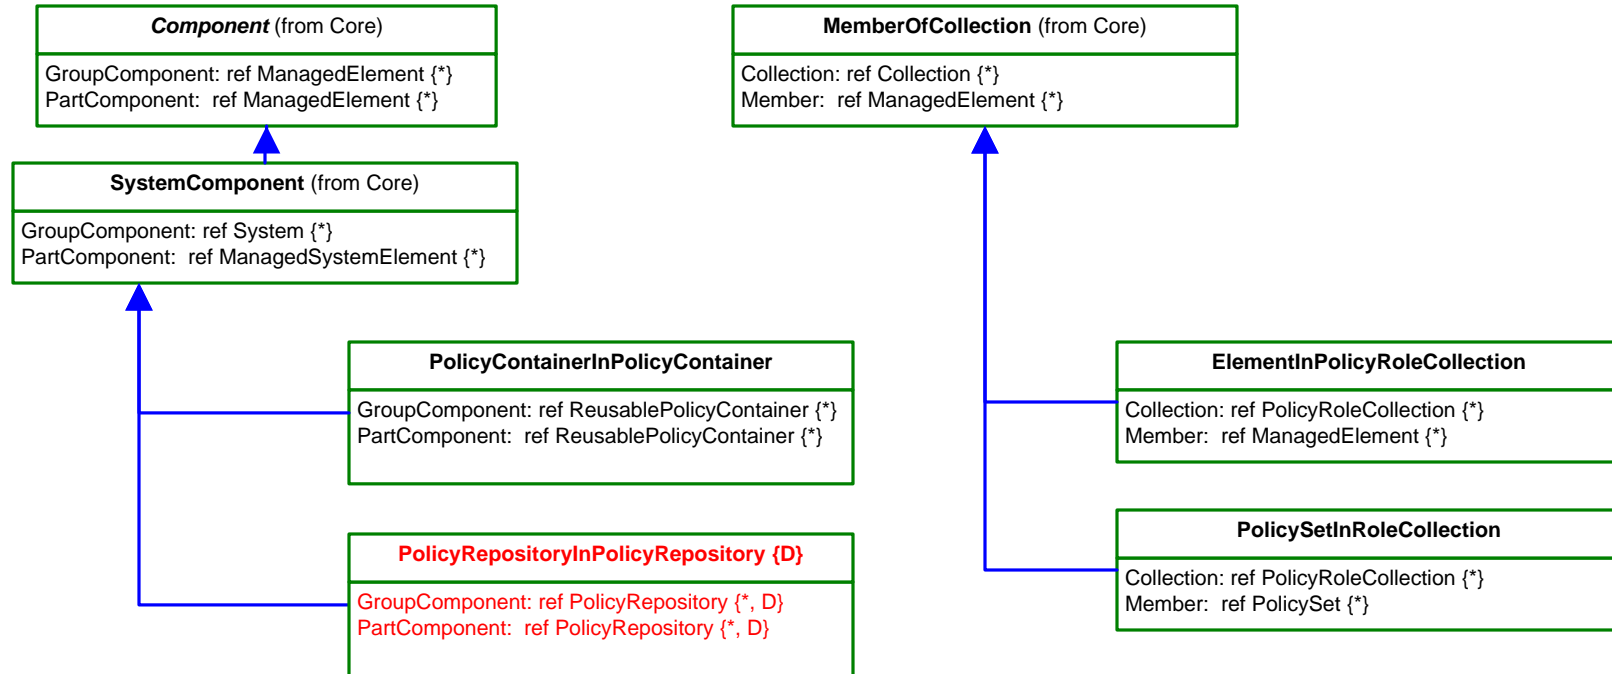 Component (from Core)
GroupComponent: ref ManagedElement {*}
PartComponent: ref ManagedElement {*}
SystemComponent (from Core)
GroupComponent: ref System {*}
PartComponent: ref ManagedSystemElement {*}
PolicyContainerInPolicyContainer
GroupComponent: ref ReusablePolicyContainer {*}
PartComponent: ref ReusablePolicyContainer {*}
PolicyRepositoryInPolicyRepository {D}
GroupComponent: ref PolicyRepository {*, D}
PartComponent: ref PolicyRepository {*, D}
MemberOfCollection (from Core)
Collection: ref Collection {*}
Member: ref ManagedElement {*}
ElementInPolicyRoleCollection
Collection: ref PolicyRoleCollection {*}
Member: ref ManagedElement {*}
PolicySetInRoleCollection
Collection: ref PolicyRoleCollection {*}
Member: ref PolicySet {*}